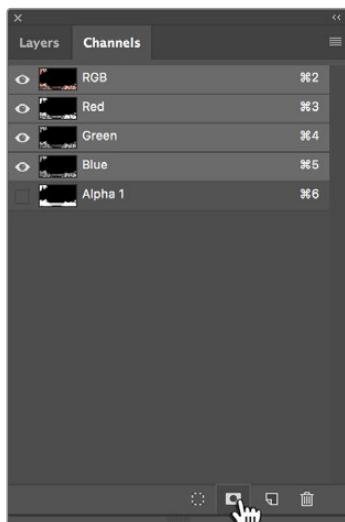 Layers Channels
RGB ⌘2
Red ⌘3
Green ⌘4
Blue ⌘5
Alpha 1 ⌘6